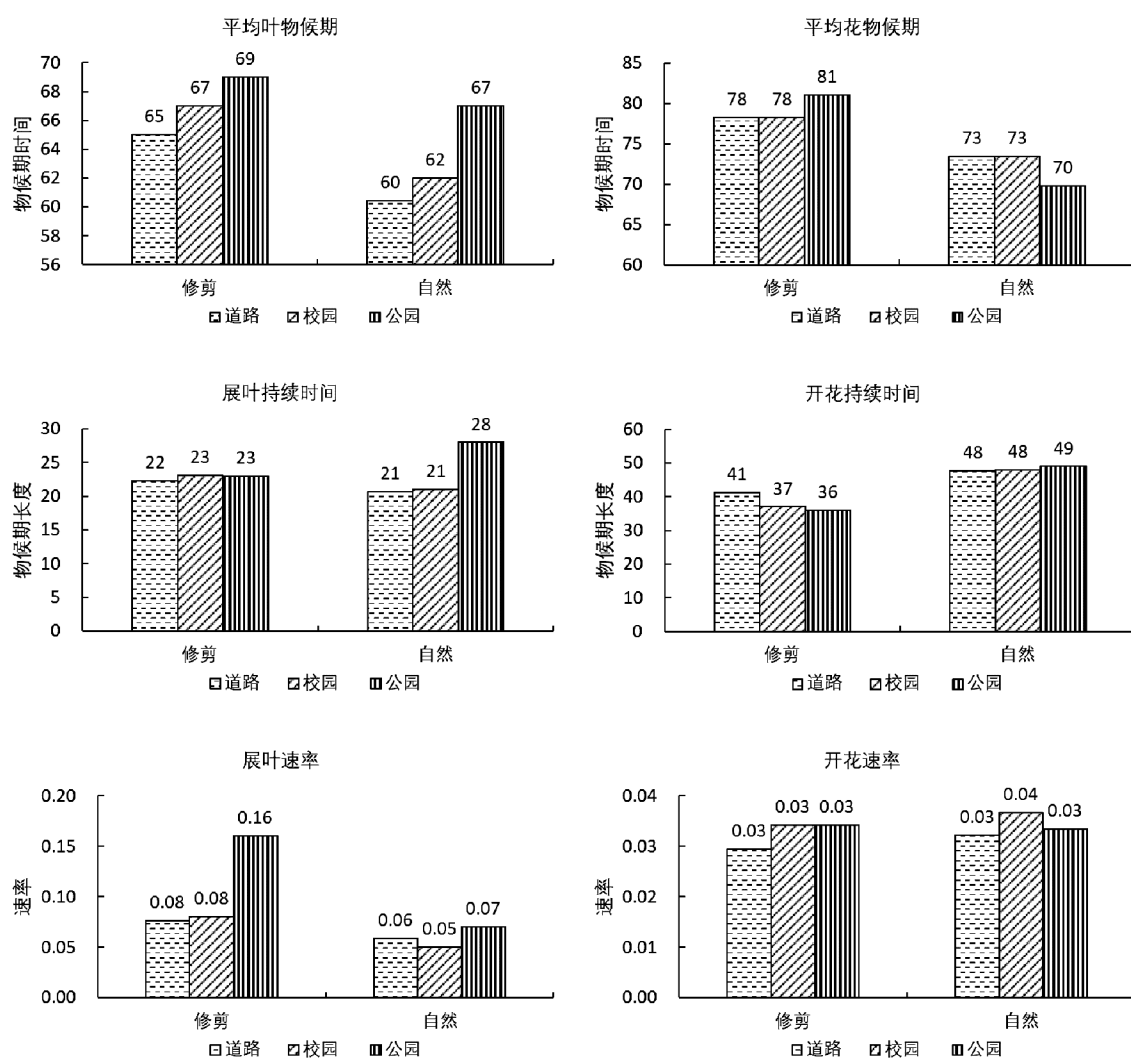 平均叶物候期
物候期时间
70
68
66
64
62
60
58
56
65
67
69
60
62
67
修剪
自然
道路 校园 公园
平均花物候期
物候期时间
85
80
75
70
65
60
78
78
81
73
73
70
修剪
自然
道路 校园 公园
展叶持续时间
物候期长度
30
25
20
15
10
5
0
22
23
23
21
21
28
修剪
自然
道路 校园 公园
开花持续时间
物候期长度
60
50
40
30
20
10
0
41
37
36
48
48
49
修剪
自然
道路 校园 公园
展叶速率
速率
0.20
0.15
0.10
0.05
0.00
0.08
0.08
0.16
0.06
0.05
0.07
修剪
自然
道路 校园 公园
开花速率
速率
0.04
0.03
0.02
0.01
0.00
0.03
0.03
0.03
0.03
0.04
0.03
修剪
自然
道路 校园 公园